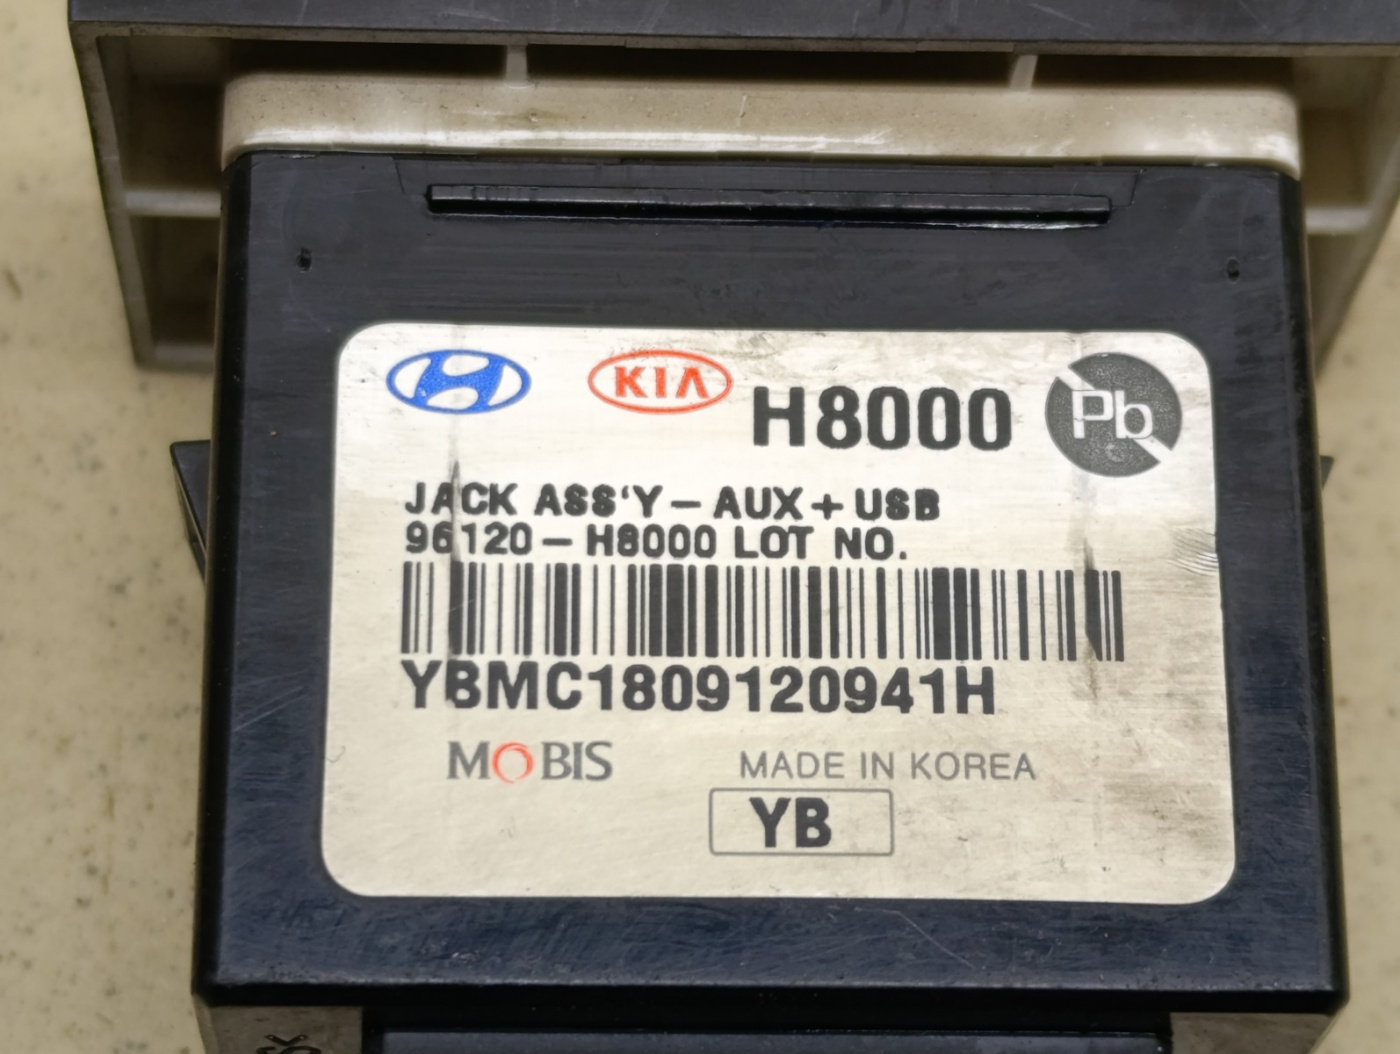 KIA
H8000
Pb
JACK ASS'Y - AUX + USB
96120 - H8000 LOT NO.
YBMC1809120941H
MOBIS
MADE IN KOREA
YB